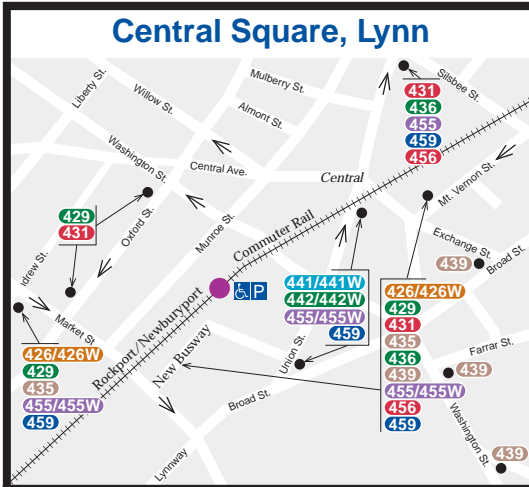 Central Square, Lynn
Liberty St.
Willow St.
Mulberry St.
Almont St.
Washington St.
Central Ave.
Silsbee St.
431
436
455
459
456
Central
Mt. Vernon St.
429
431
Oxford St.
Munroe St.
Commuter Rail
Exchange St.
Broad St.
439
drew St.
P
441/441W
442/442W
455/455W
459
426/426W
429
431
435
436
439
455/455W
456
459
Market St.
Rockport/Newburyport
New Busway
Union St.
Farrar St.
439
426/426W
429
435
455/455W
459
Broad St.
Washington St.
Lynnway
439